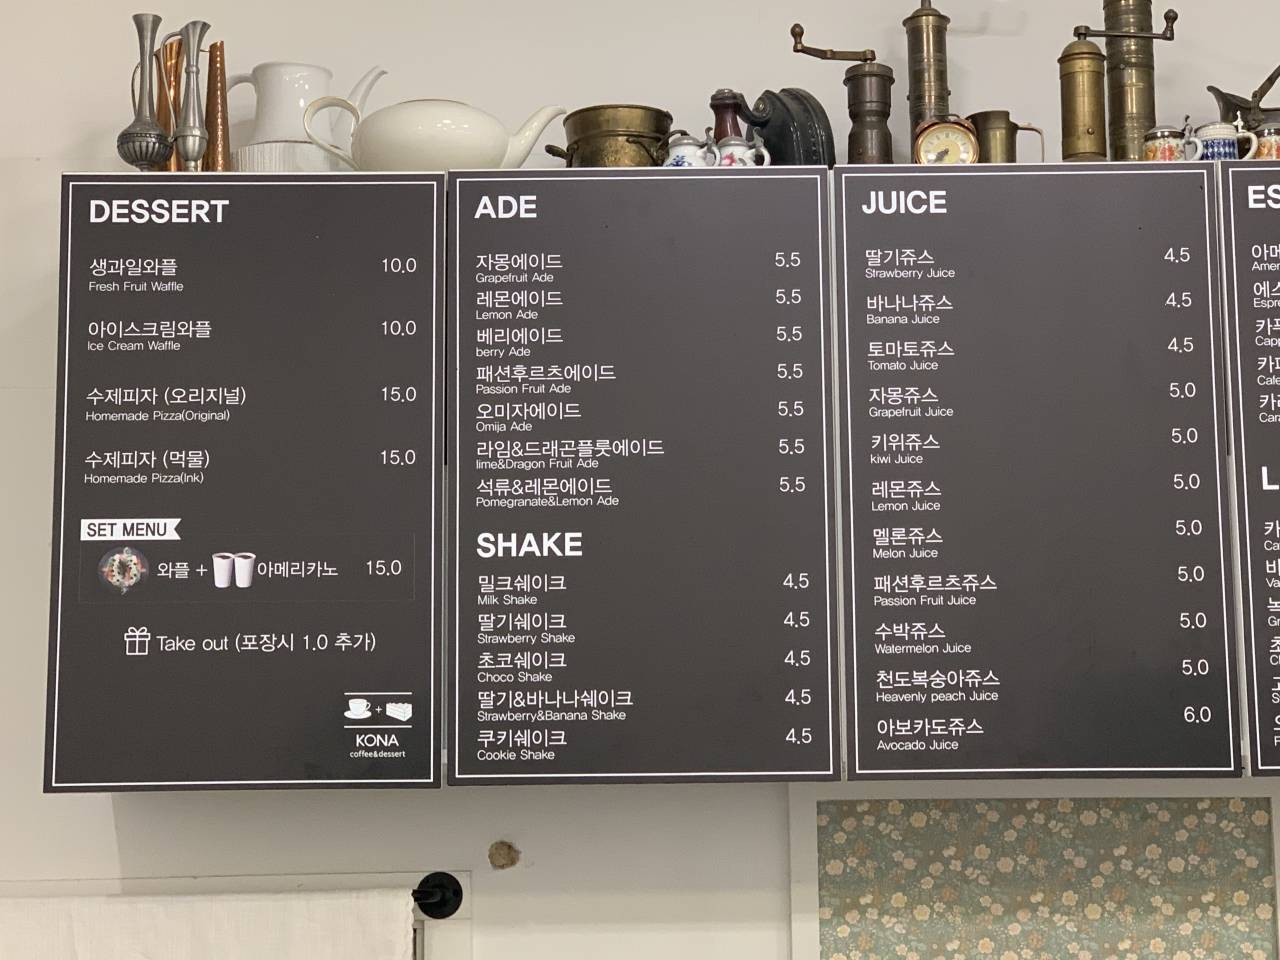 DESSERT
생과일와플 10.0
Fresh Fruit Waffle
아이스크림와플 10.0
Ice Cream Waffle
수제피자 (오리지널) 15.0
Homemade Pizza(Original)
수제피자 (먹물) 15.0
Homemade Pizza(Ink)
SET MENU
와플 + 아메리카노 15.0
Take out (포장시 1.0 추가)
+
KONA
coffee&dessert
ADE
자몽에이드 5.5
Grapefruit Ade
레몬에이드 5.5
Lemon Ade
베리에이드 5.5
berry Ade
패션후르츠에이드 5.5
Passion Fruit Ade
오미자에이드 5.5
Omija Ade
라임&드래곤플룻에이드 5.5
lime&Dragon Fruit Ade
석류&레몬에이드 5.5
Pomegranate&Lemon Ade
SHAKE
밀크쉐이크 4.5
Milk Shake
딸기쉐이크 4.5
Strawberry Shake
초코쉐이크 4.5
Choco Shake
딸기&바나나쉐이크 4.5
Strawberry&Banana Shake
쿠키쉐이크 4.5
Cookie Shake
JUICE
딸기쥬스 4.5
Strawberry Juice
바나나쥬스 4.5
Banana Juice
토마토쥬스 4.5
Tomato Juice
자몽쥬스 5.0
Grapefruit Juice
키위쥬스 5.0
kiwi Juice
레몬쥬스 5.0
Lemon Juice
멜론쥬스 5.0
Melon Juice
패션후르츠쥬스 5.0
Passion Fruit Juice
수박쥬스 5.0
Watermelon Juice
천도복숭아쥬스 5.0
Heavenly peach Juice
아보카도쥬스 6.0
Avocado Juice